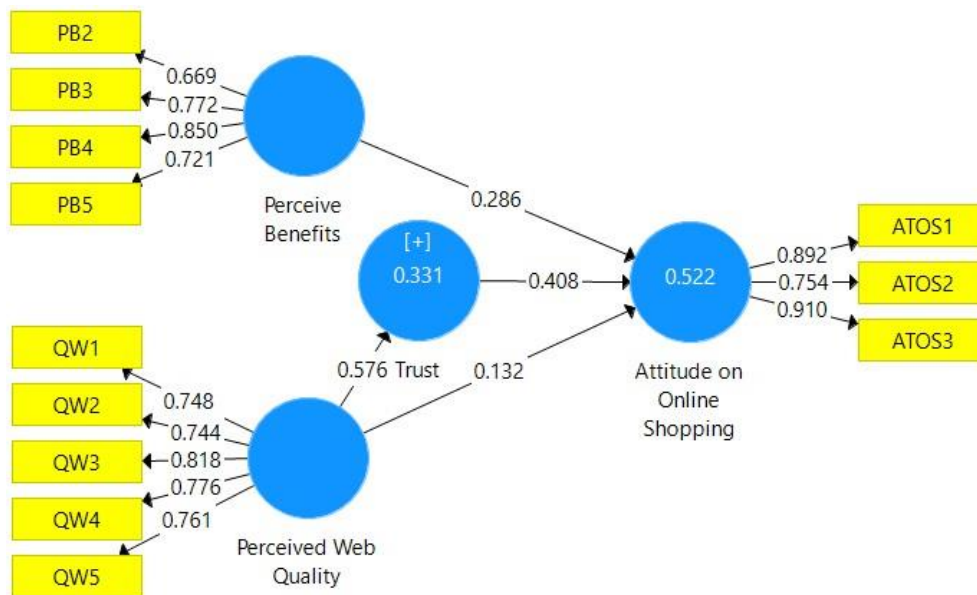 PB2
PB3
PB4
PB5
0.669
0.772
0.850
0.721
Perceive
Benefits
0.286
[+]
0.331
Trust
0.408
0.576
0.132
0.522
Attitude on
Online
Shopping
0.892
0.754
0.910
ATOS1
ATOS2
ATOS3
QW1
QW2
QW3
QW4
QW5
0.748
0.744
0.818
0.776
0.761
Perceived Web
Quality